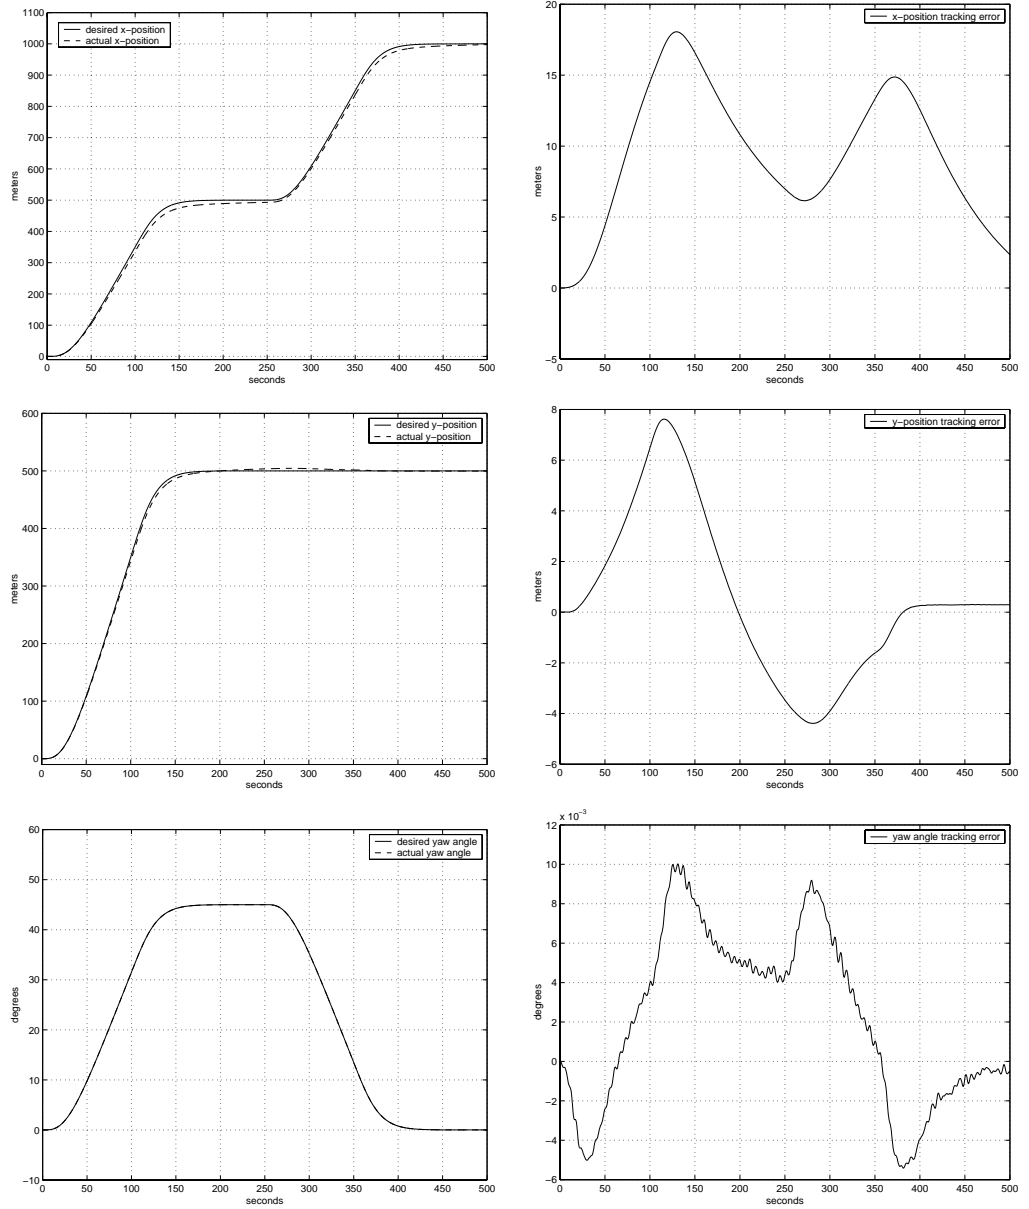 desired x−position
actual x−position
1100
1000
900
800
700
600
500
400
300
200
100
0
meters
0 50 100 150 200 250 300 350 400 450 500
seconds
x−position tracking error
20
15
10
5
0
−5
meters
0 50 100 150 200 250 300 350 400 450 500
seconds
desired y−position
actual y−position
600
500
400
300
200
100
0
meters
0 50 100 150 200 250 300 350 400 450 500
seconds
y−position tracking error
8
6
4
2
0
−2
−4
−6
meters
0 50 100 150 200 250 300 350 400 450 500
seconds
desired yaw angle
actual yaw angle
60
50
40
30
20
10
0
−10
degrees
0 50 100 150 200 250 300 350 400 450 500
seconds
x 10⁻³
yaw angle tracking error
12
10
8
6
4
2
0
−2
−4
−6
degrees
0 50 100 150 200 250 300 350 400 450 500
seconds